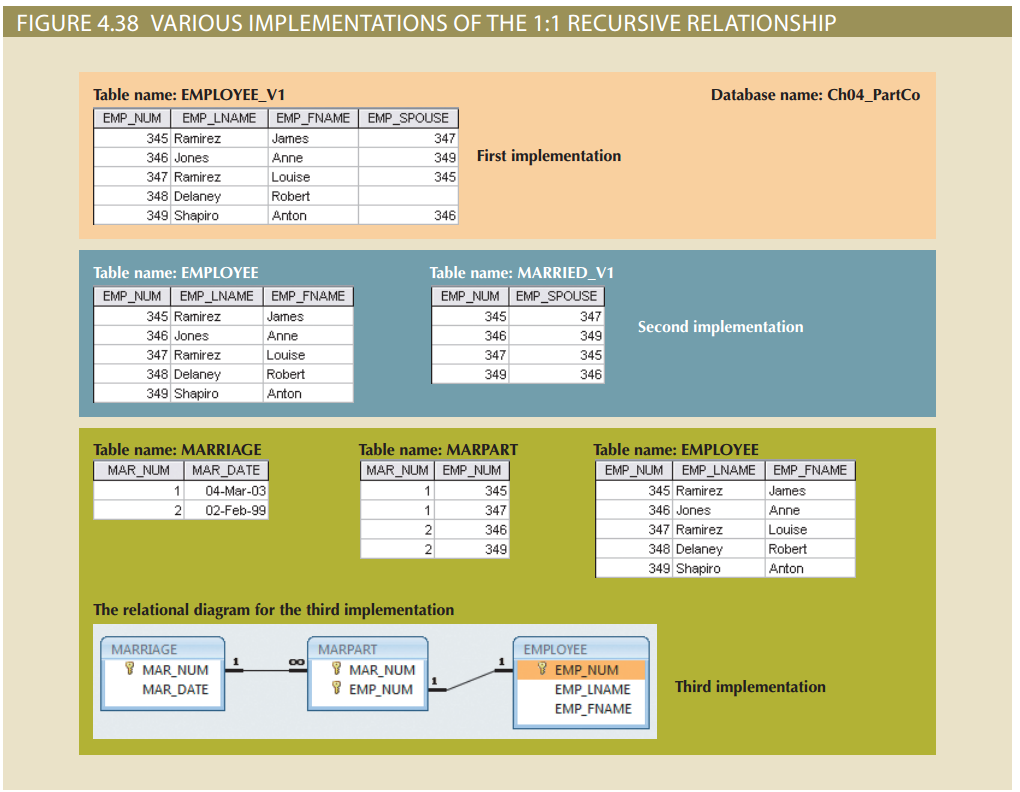 FIGURE 4.38 VARIOUS IMPLEMENTATIONS OF THE 1:1 RECURSIVE RELATIONSHIP
Table name: EMPLOYEE_V1
Database name: Ch04_PartCo
EMP_NUM EMP_LNAME EMP_FNAME EMP_SPOUSE
345 Ramirez James 347
346 Jones Anne 349
347 Ramirez Louise 345
348 Delaney Robert
349 Shapiro Anton 346
First implementation
Table name: EMPLOYEE
EMP_NUM EMP_LNAME EMP_FNAME
345 Ramirez James
346 Jones Anne
347 Ramirez Louise
348 Delaney Robert
349 Shapiro Anton
Table name: MARRIED_V1
EMP_NUM EMP_SPOUSE
345 347
346 349
347 345
349 346
Second implementation
Table name: MARRIAGE
MAR_NUM MAR_DATE
1 04-Mar-03
2 02-Feb-99
Table name: MARPART
MAR_NUM EMP_NUM
1 345
1 347
2 346
2 349
Table name: EMPLOYEE
EMP_NUM EMP_LNAME EMP_FNAME
345 Ramirez James
346 Jones Anne
347 Ramirez Louise
348 Delaney Robert
349 Shapiro Anton
The relational diagram for the third implementation
MARRIAGE
MAR_NUM
MAR_DATE
1 ∞
MARPART
MAR_NUM
EMP_NUM
1 1
EMPLOYEE
EMP_NUM
EMP_LNAME
EMP_FNAME
Third implementation